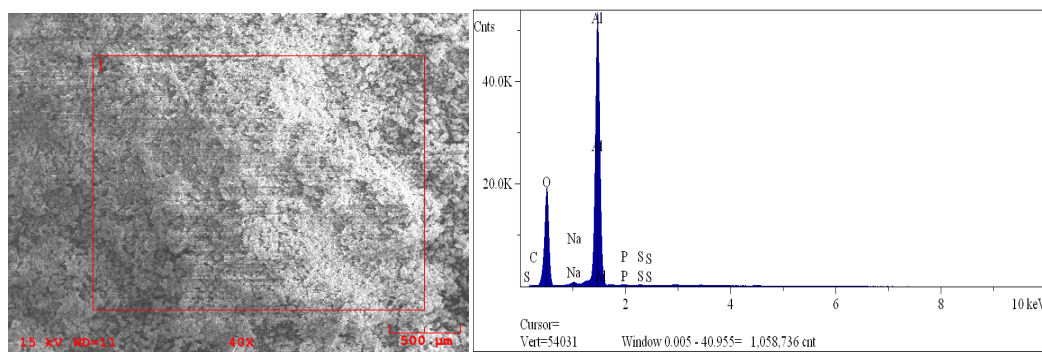 1
15 kV WD=11 40X 500 µm
Cnts
40.0K
20.0K
Al
Al
Al
O
C
S
Na
Na
P
P
S S
S S
2 4 6 8 10 keV
Cursor=
Vert=54031 Window 0.005 - 40.955= 1,058,736 cnt